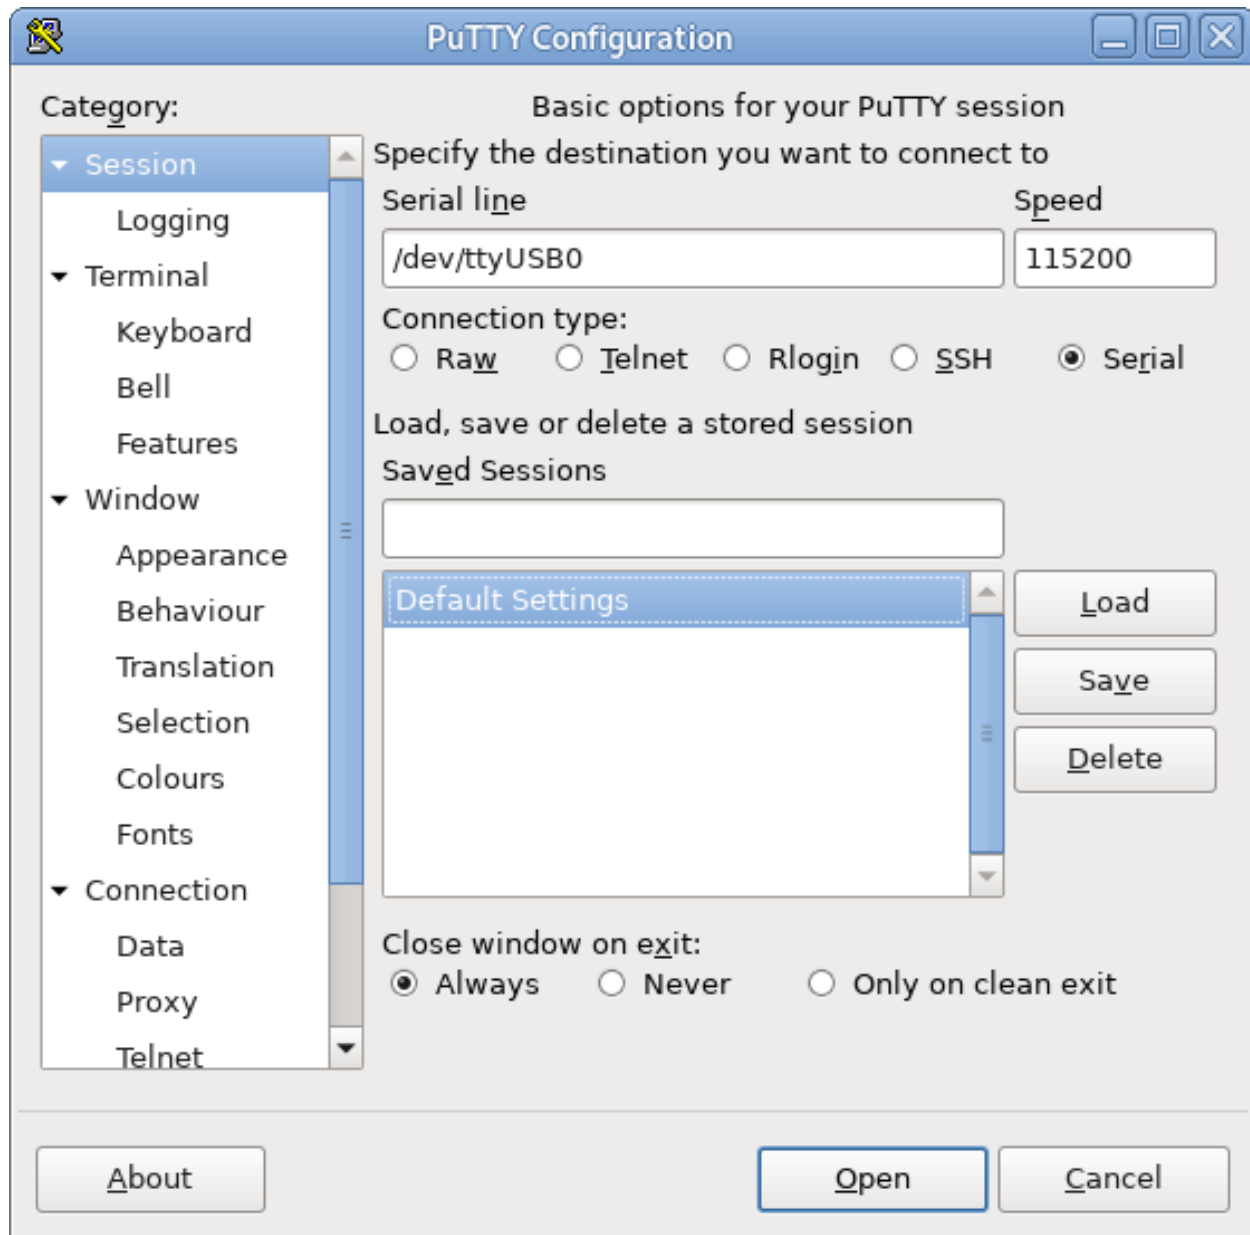 PuTTY Configuration
Category:
Session
Logging
Terminal
Keyboard
Bell
Features
Window
Appearance
Behaviour
Translation
Selection
Colours
Fonts
Connection
Data
Proxy
Telnet
Basic options for your PuTTY session
Specify the destination you want to connect to
Serial line Speed
/dev/ttyUSB0 115200
Connection type:
Raw Telnet Rlogin SSH Serial
Load, save or delete a stored session
Saved Sessions
Default Settings
Load
Save
Delete
Close window on exit:
Always Never Only on clean exit
About Open Cancel